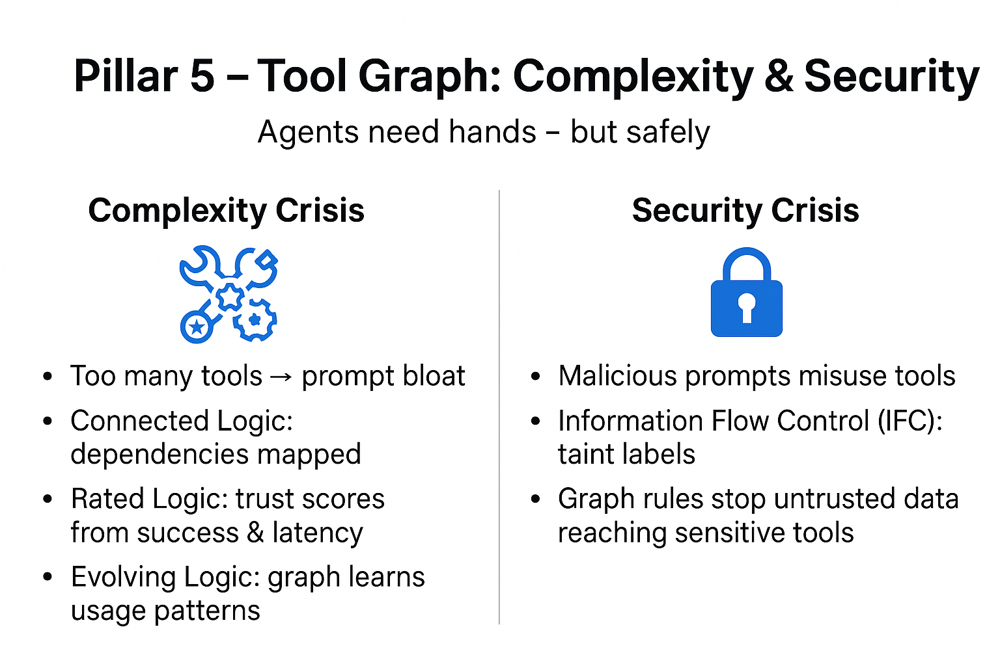 Pillar 5 – Tool Graph: Complexity & Security
Agents need hands – but safely
Complexity Crisis
• Too many tools → prompt bloat
• Connected Logic:
dependencies mapped
• Rated Logic: trust scores
from success & latency
• Evolving Logic: graph learns
usage patterns
Security Crisis
• Malicious prompts misuse tools
• Information Flow Control (IFC):
taint labels
• Graph rules stop untrusted data
reaching sensitive tools